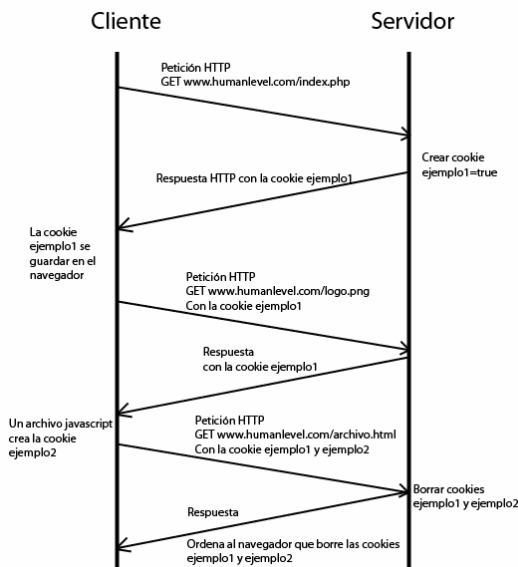 Cliente
Servidor
Petición HTTP
GET www.humanlevel.com/index.php
Crear cookie
ejemplo1=true
Respuesta HTTP con la cookie ejemplo1
La cookie
ejemplo1 se
guardar en el
navegador
Petición HTTP
GET www.humanlevel.com/logo.png
Con la cookie ejemplo1
Respuesta
con la cookie ejemplo1
Un archivo javascript
crea la cookie
ejemplo2
Petición HTTP
GET www.humanlevel.com/archivo.html
Con la cookie ejemplo1 y ejemplo2
Borrar cookies
ejemplo1 y ejemplo2
Respuesta
Ordena al navegador que borre las cookies
ejemplo1 y ejemplo2